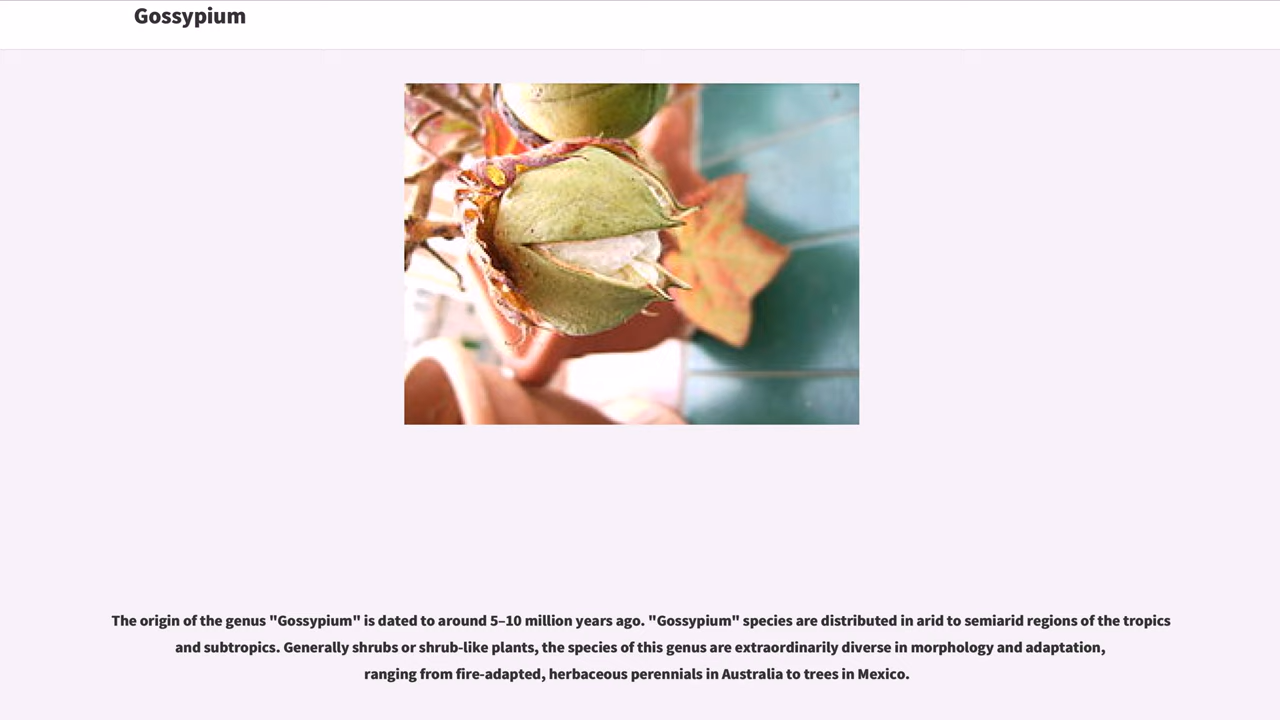 Gossypium
The origin of the genus "Gossypium" is dated to around 5–10 million years ago. "Gossypium" species are distributed in arid to semiarid regions of the tropics
and subtropics. Generally shrubs or shrub-like plants, the species of this genus are extraordinarily diverse in morphology and adaptation,
ranging from fire-adapted, herbaceous perennials in Australia to trees in Mexico.